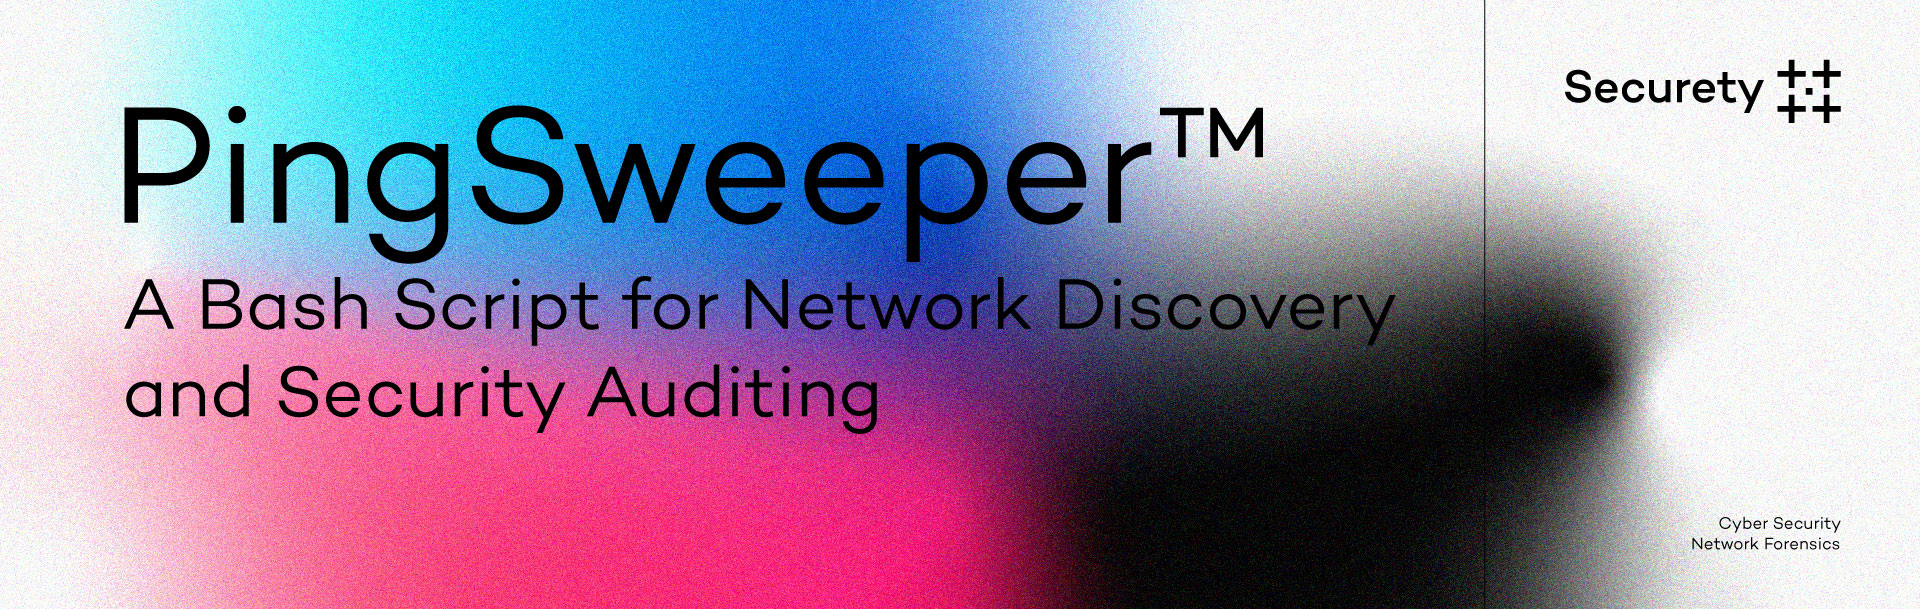 PingSweeper™
A Bash Script for Network Discovery
and Security Auditing
Securety
Cyber Security
Network Forensics